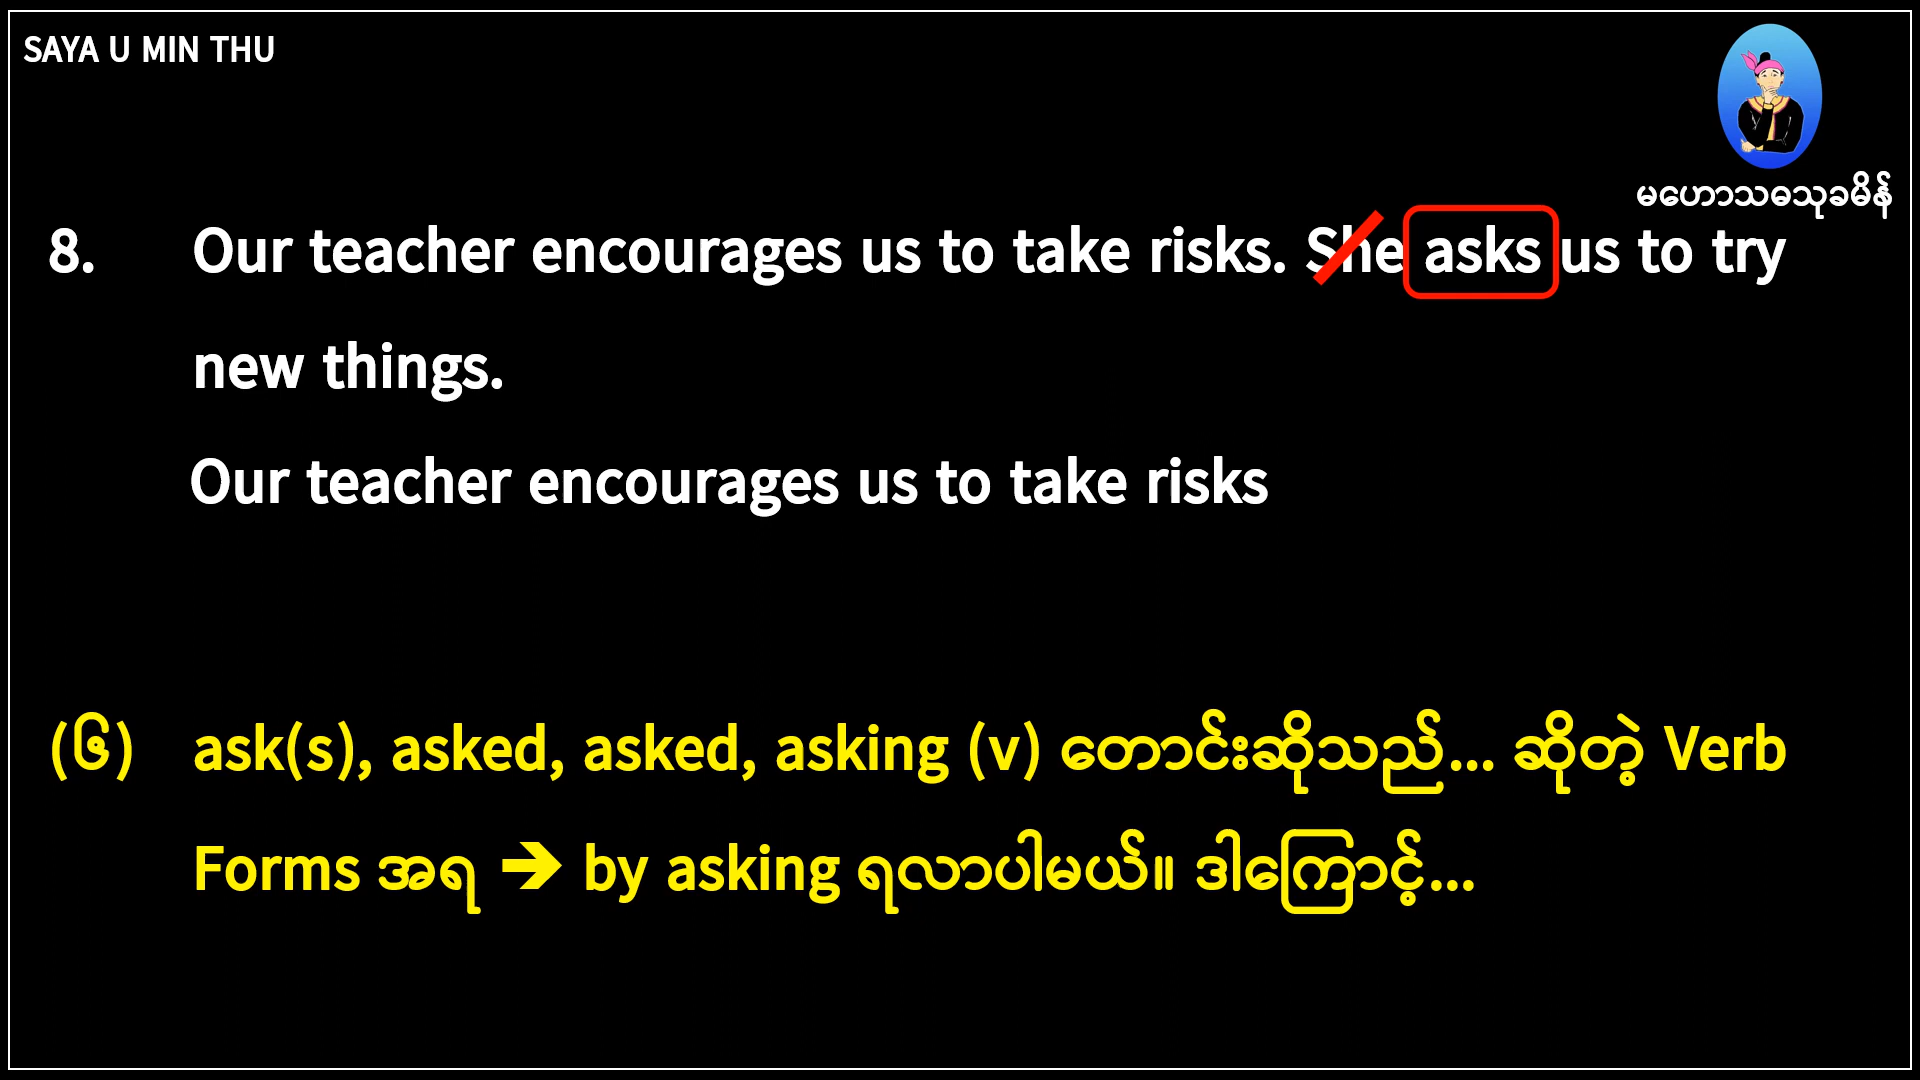 SAYA U MIN THU
မဟောသဓသုခမိန်
8. Our teacher encourages us to take risks. She asks us to try
new things.
Our teacher encourages us to take risks
(၆) ask(s), asked, asked, asking (v) တောင်းဆိုသည်... ဆိုတဲ့ Verb
Forms အရ ➔ by asking ရလာပါမယ်။ ဒါကြောင့်...